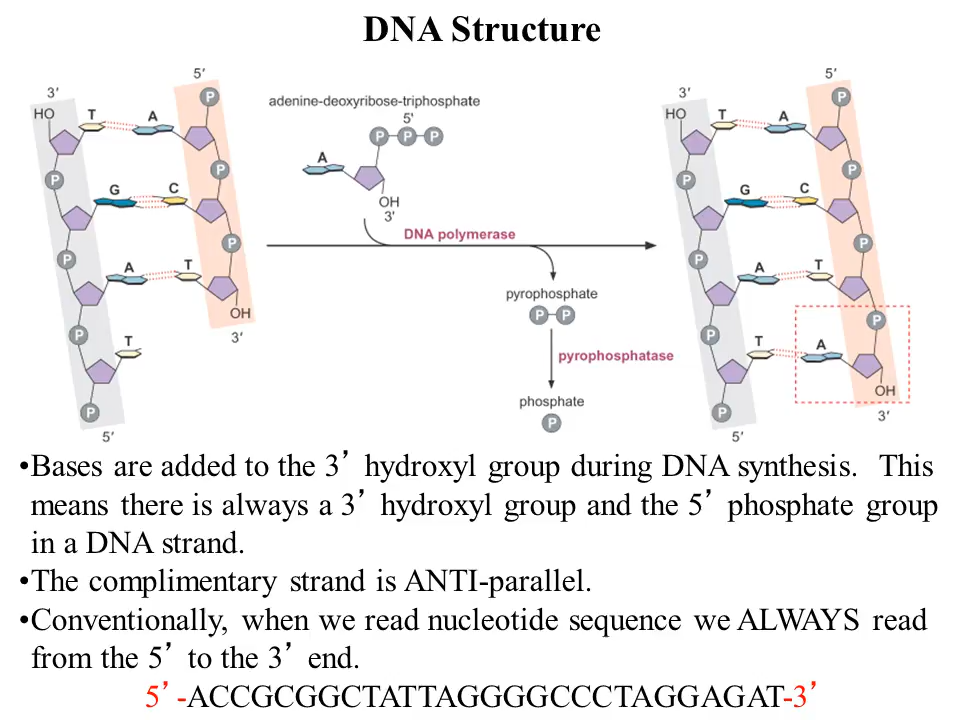 DNA Structure
5′
3′
HO
T
A
G
C
A
T
OH
3′
T
5′
P
P
P
P
P
P
P
adenine-deoxyribose-triphosphate
5'
P P P
A
OH
3'
DNA polymerase
pyrophosphate
P P
pyrophosphatase
phosphate
P
5′
3′
HO
T
A
G
C
A
T
T
A
OH
3′
5′
P
P
P
P
P
P
P
P
•Bases are added to the 3’ hydroxyl group during DNA synthesis. This
means there is always a 3’ hydroxyl group and the 5’ phosphate group
in a DNA strand.
•The complimentary strand is ANTI-parallel.
•Conventionally, when we read nucleotide sequence we ALWAYS read
from the 5’ to the 3’ end.
5’-ACCGCGGCTATTAGGGGCCCTAGGAGAT-3’